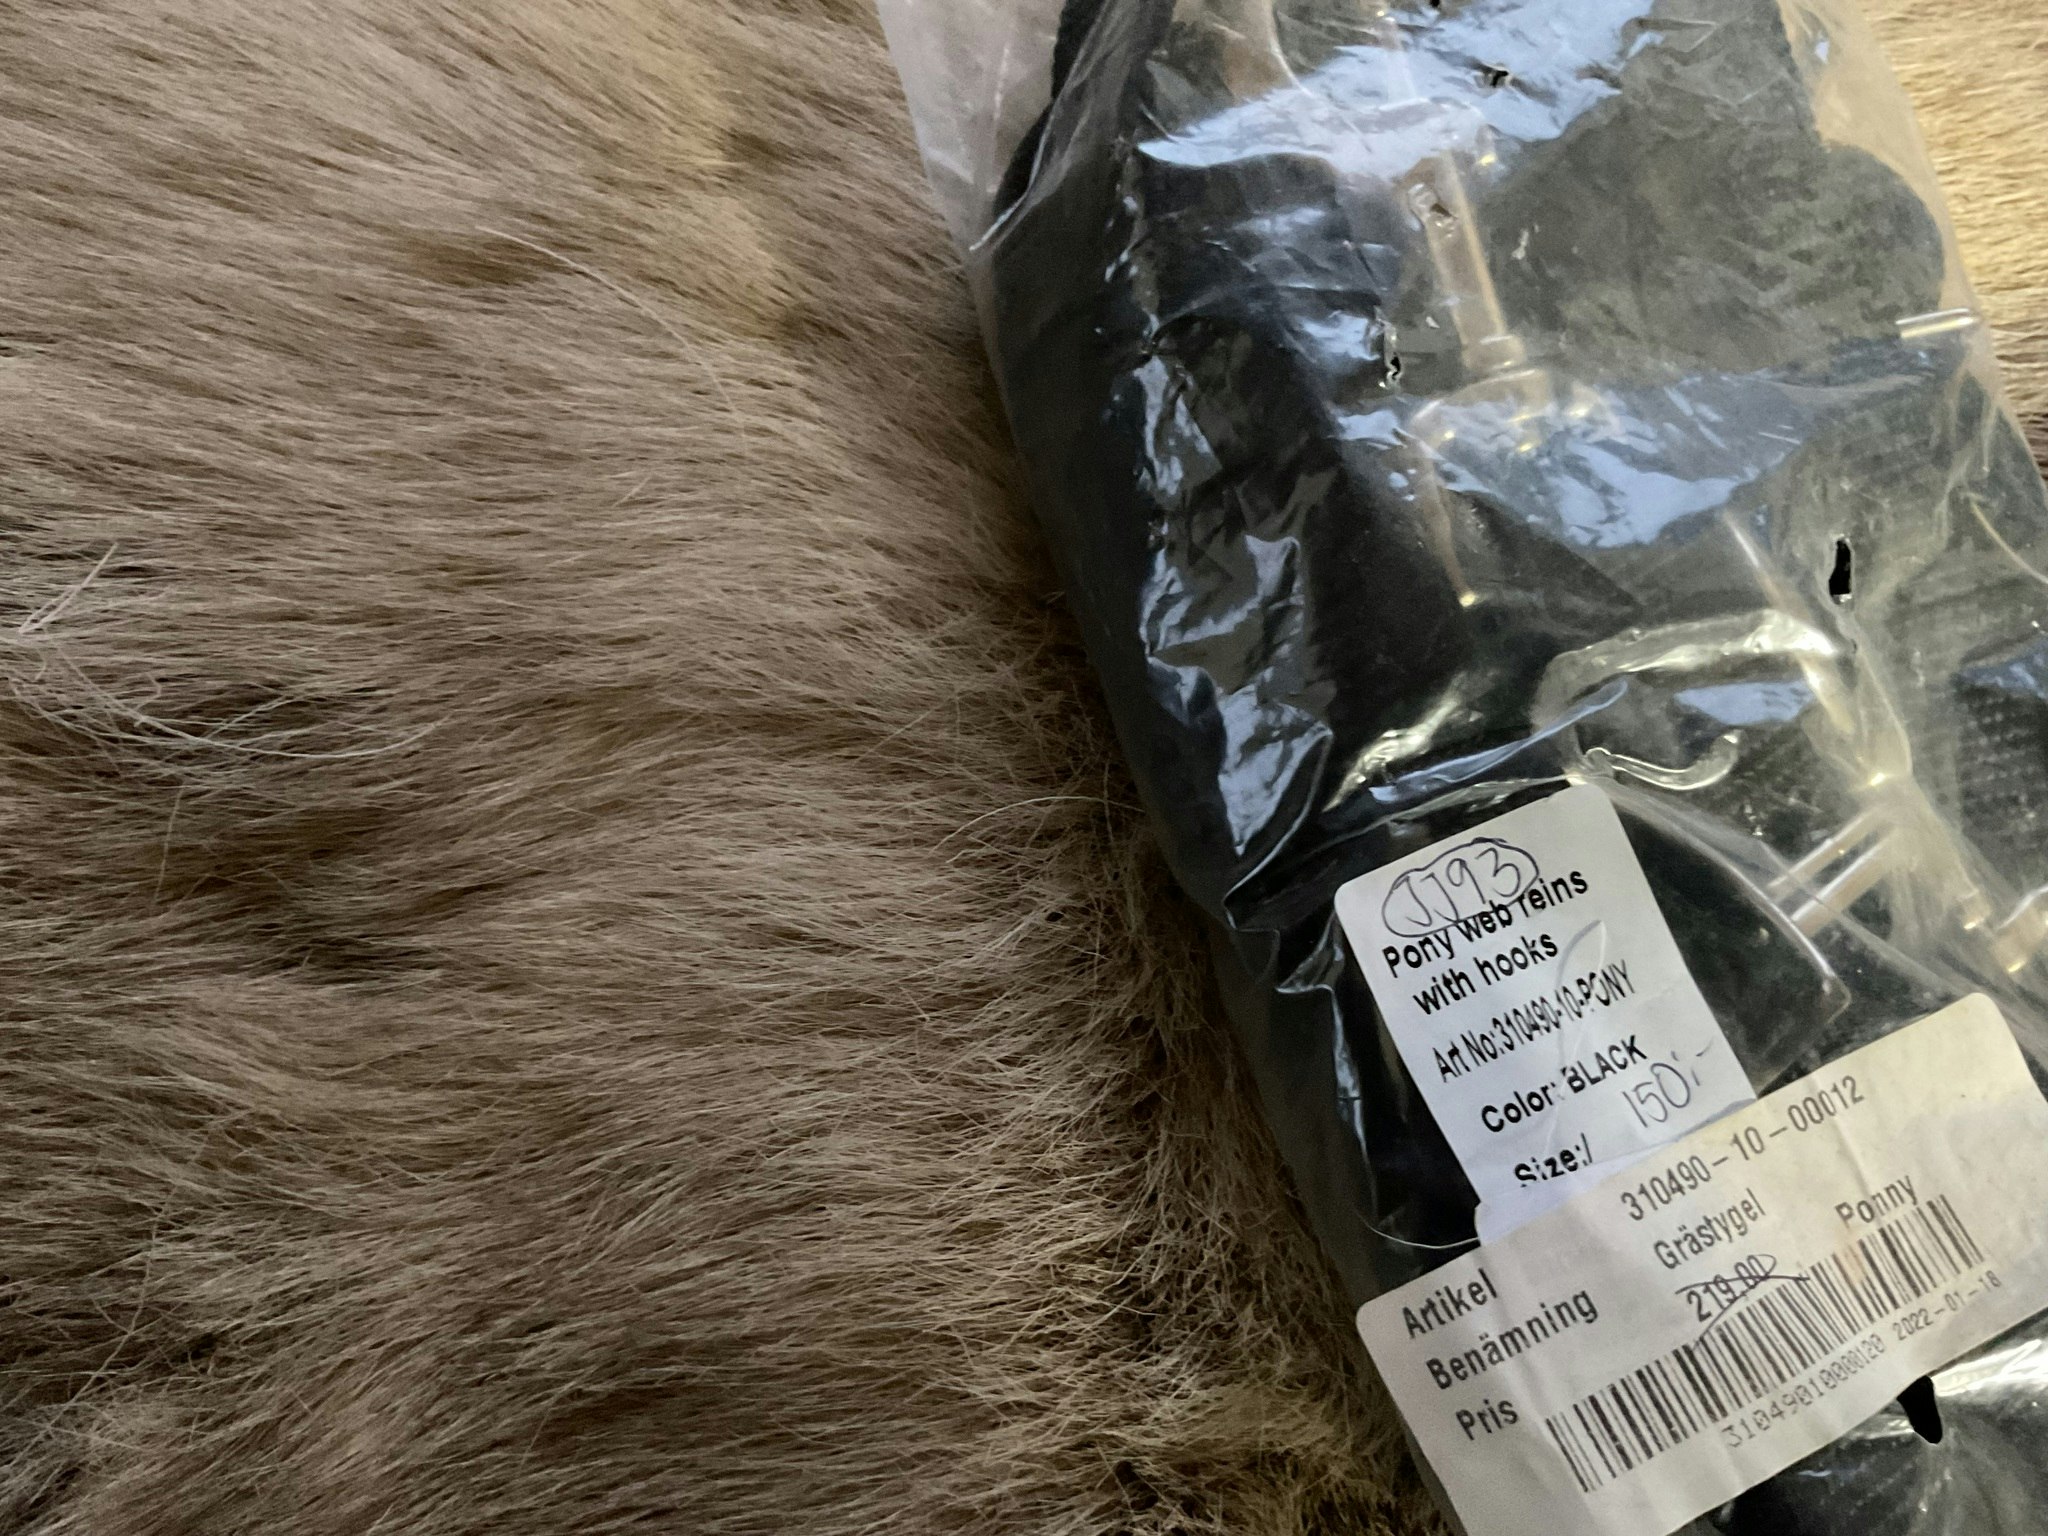 JJ93
Pony web reins
with hooks
Art No:310490-10-PONY
Color: BLACK
150:-
Size:/
Artikel 310490-10-00012
Benämning Grästygel Ponny
Pris 219.00
3104901000120 2022-01-18